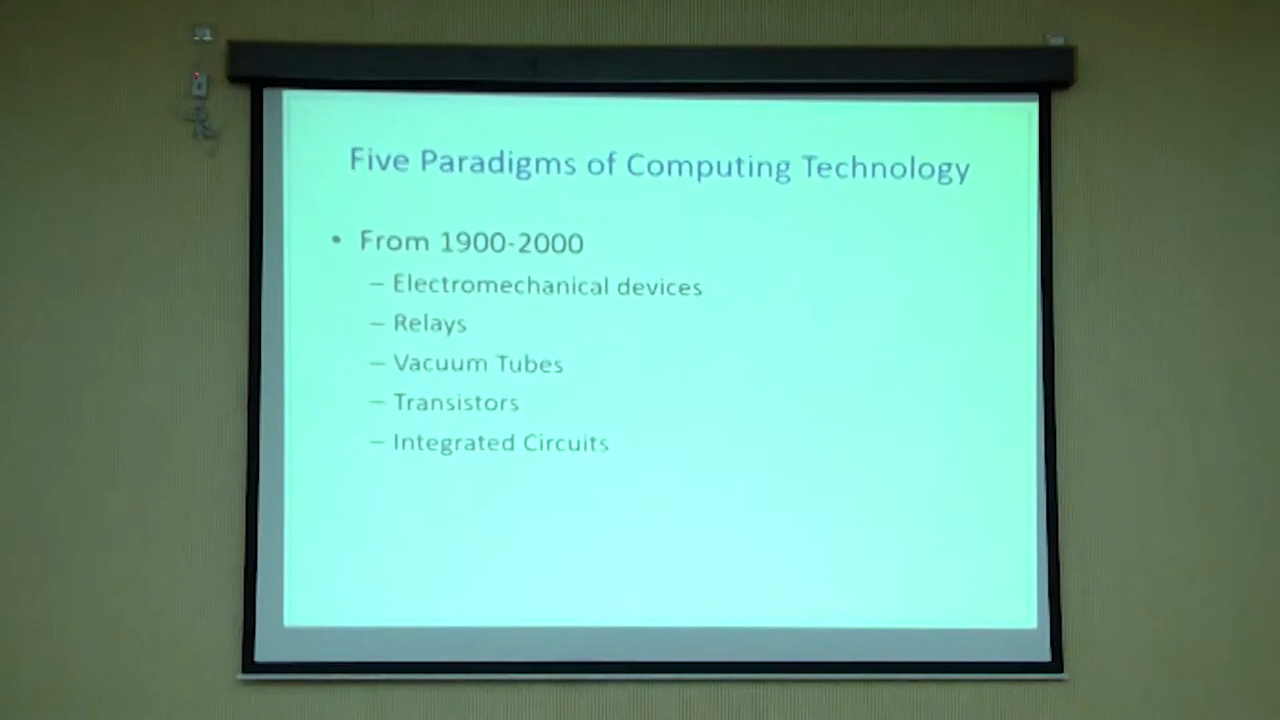 Five Paradigms of Computing Technology
• From 1900-2000
– Electromechanical devices
– Relays
– Vacuum Tubes
– Transistors
– Integrated Circuits